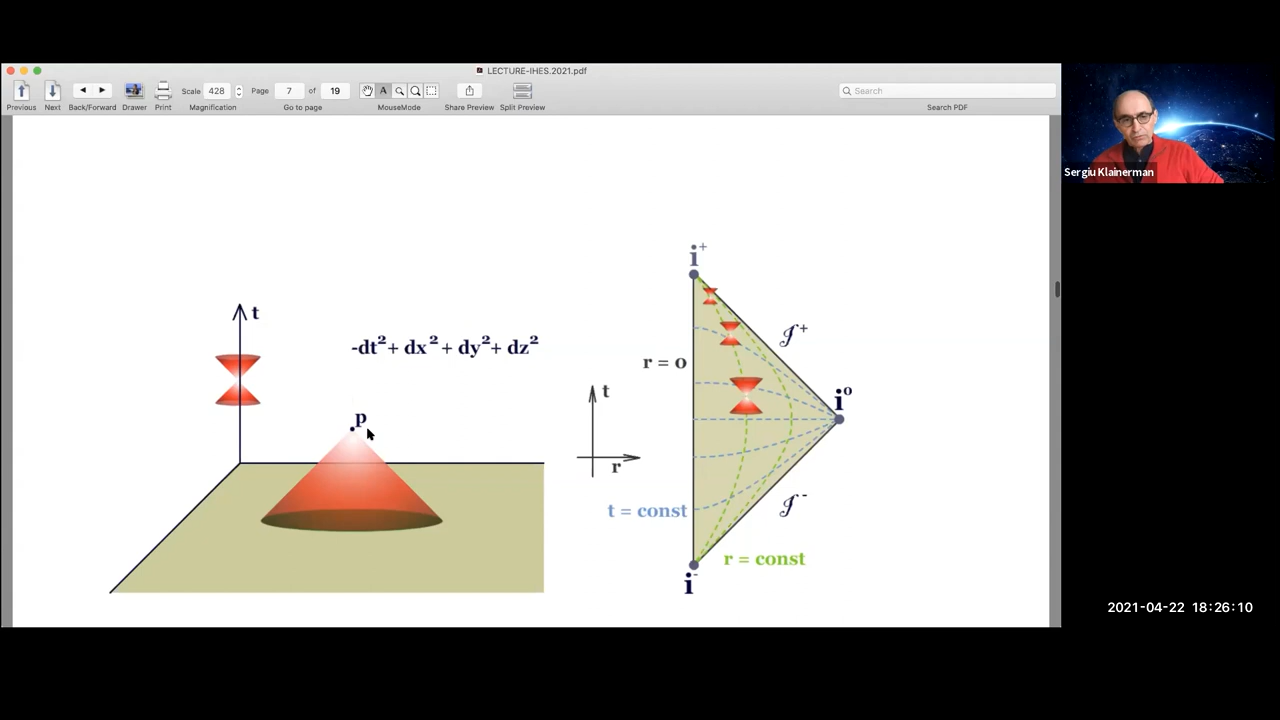 LECTURE-IHES.2021.pdf
Previous Next Back/Forward Drawer Print
Scale 428
Magnification
Page 7 of 19
Go to page
A
MouseMode
Share Preview
Split Preview
Search
Search PDF
Sergiu Klainerman
t
-dt²+ dx²+ dy²+ dz²
p
i⁺
𝓘⁺
r = 0
t
r
i⁰
t = const
𝓘⁻
r = const
i⁻
2021-04-22 18:26:10